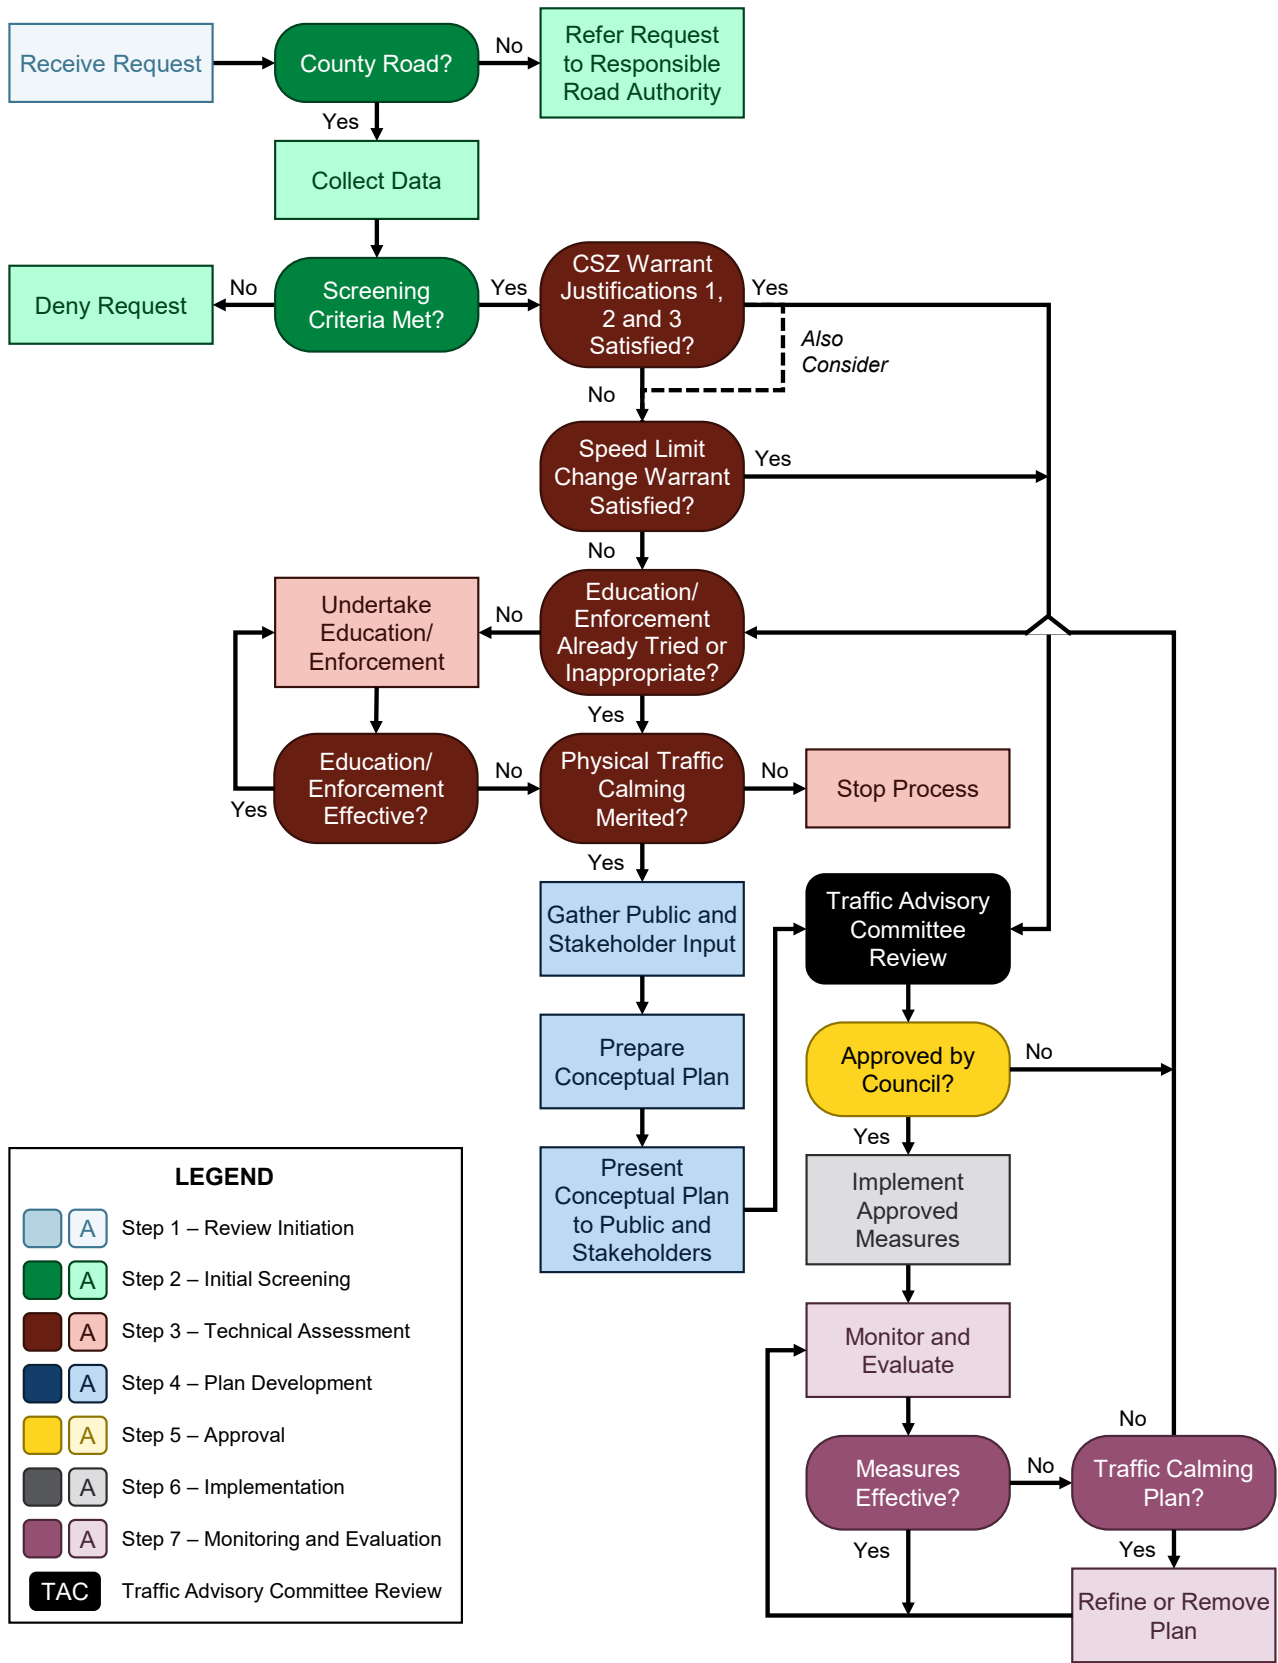 Receive Request
County Road?
No
Refer Request
to Responsible
Road Authority
Yes
Collect Data
Deny Request
No
Screening
Criteria Met?
Yes
CSZ Warrant
Justifications 1,
2 and 3
Satisfied?
Yes
Also
Consider
No
Speed Limit
Change Warrant
Satisfied?
Yes
No
Undertake
Education/
Enforcement
No
Education/
Enforcement
Already Tried or
Inappropriate?
Yes
Education/
Enforcement
Effective?
Yes
No
Physical Traffic
Calming
Merited?
No
Stop Process
Yes
Gather Public and
Stakeholder Input
Traffic Advisory
Committee
Review
Prepare
Conceptual Plan
Approved by
Council?
No
Yes
Present
Conceptual Plan
to Public and
Stakeholders
Implement
Approved
Measures
Monitor and
Evaluate
Measures
Effective?
No
No
Traffic Calming
Plan?
Yes
Yes
Refine or Remove
Plan
LEGEND
A Step 1 – Review Initiation
A Step 2 – Initial Screening
A Step 3 – Technical Assessment
A Step 4 – Plan Development
A Step 5 – Approval
A Step 6 – Implementation
A Step 7 – Monitoring and Evaluation
TAC Traffic Advisory Committee Review